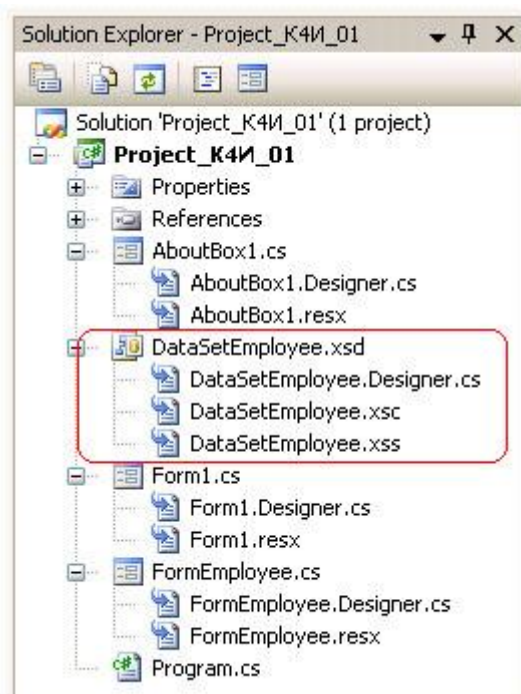 Solution Explorer - Project_К4И_01
Solution 'Project_К4И_01' (1 project)
Project_К4И_01
Properties
References
AboutBox1.cs
AboutBox1.Designer.cs
AboutBox1.resx
DataSetEmployee.xsd
DataSetEmployee.Designer.cs
DataSetEmployee.xsc
DataSetEmployee.xss
Form1.cs
Form1.Designer.cs
Form1.resx
FormEmployee.cs
FormEmployee.Designer.cs
FormEmployee.resx
Program.cs